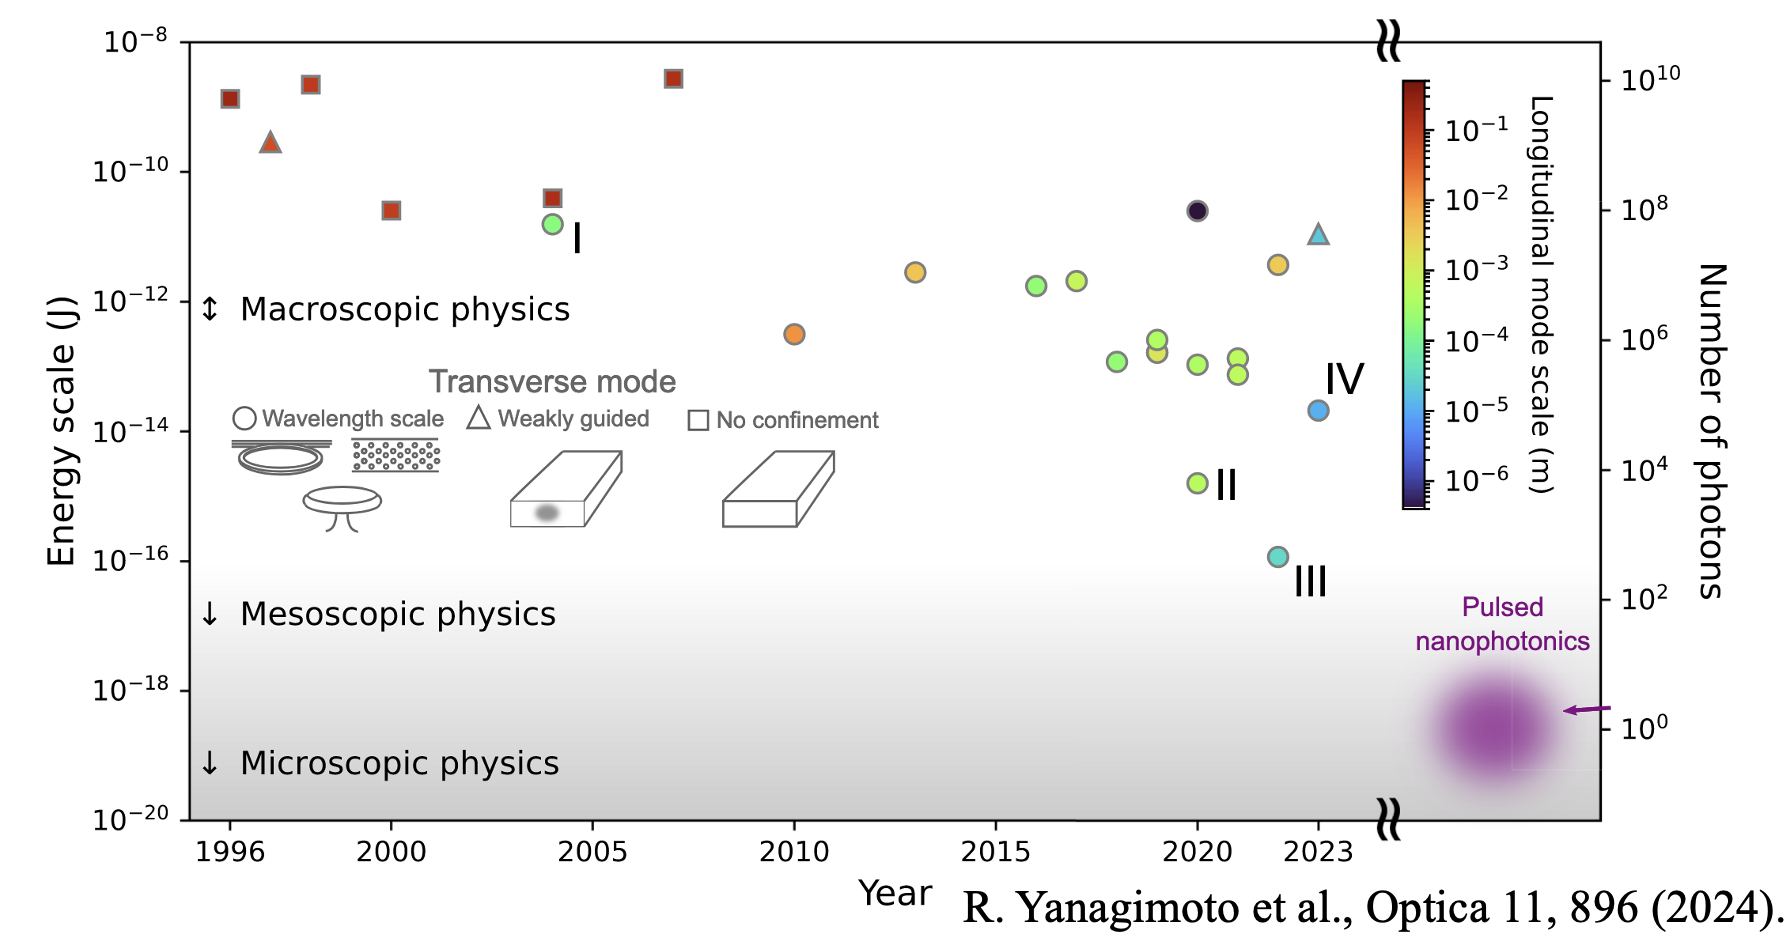 10⁻⁸
10⁻¹⁰
10⁻¹²
10⁻¹⁴
10⁻¹⁶
10⁻¹⁸
10⁻²⁰
Energy scale (J)
I
II
III
IV
↕ Macroscopic physics
Transverse mode
Wavelength scale
Weakly guided
No confinement
↓ Mesoscopic physics
↓ Microscopic physics
10⁻¹
10⁻²
10⁻³
10⁻⁴
10⁻⁵
10⁻⁶
Longitudinal mode scale (m)
Pulsed
nanophotonics
10¹⁰
10⁸
10⁶
10⁴
10²
10⁰
Number of photons
1996 2000 2005 2010 2015 2020 2023
Year
R. Yanagimoto et al., Optica 11, 896 (2024).